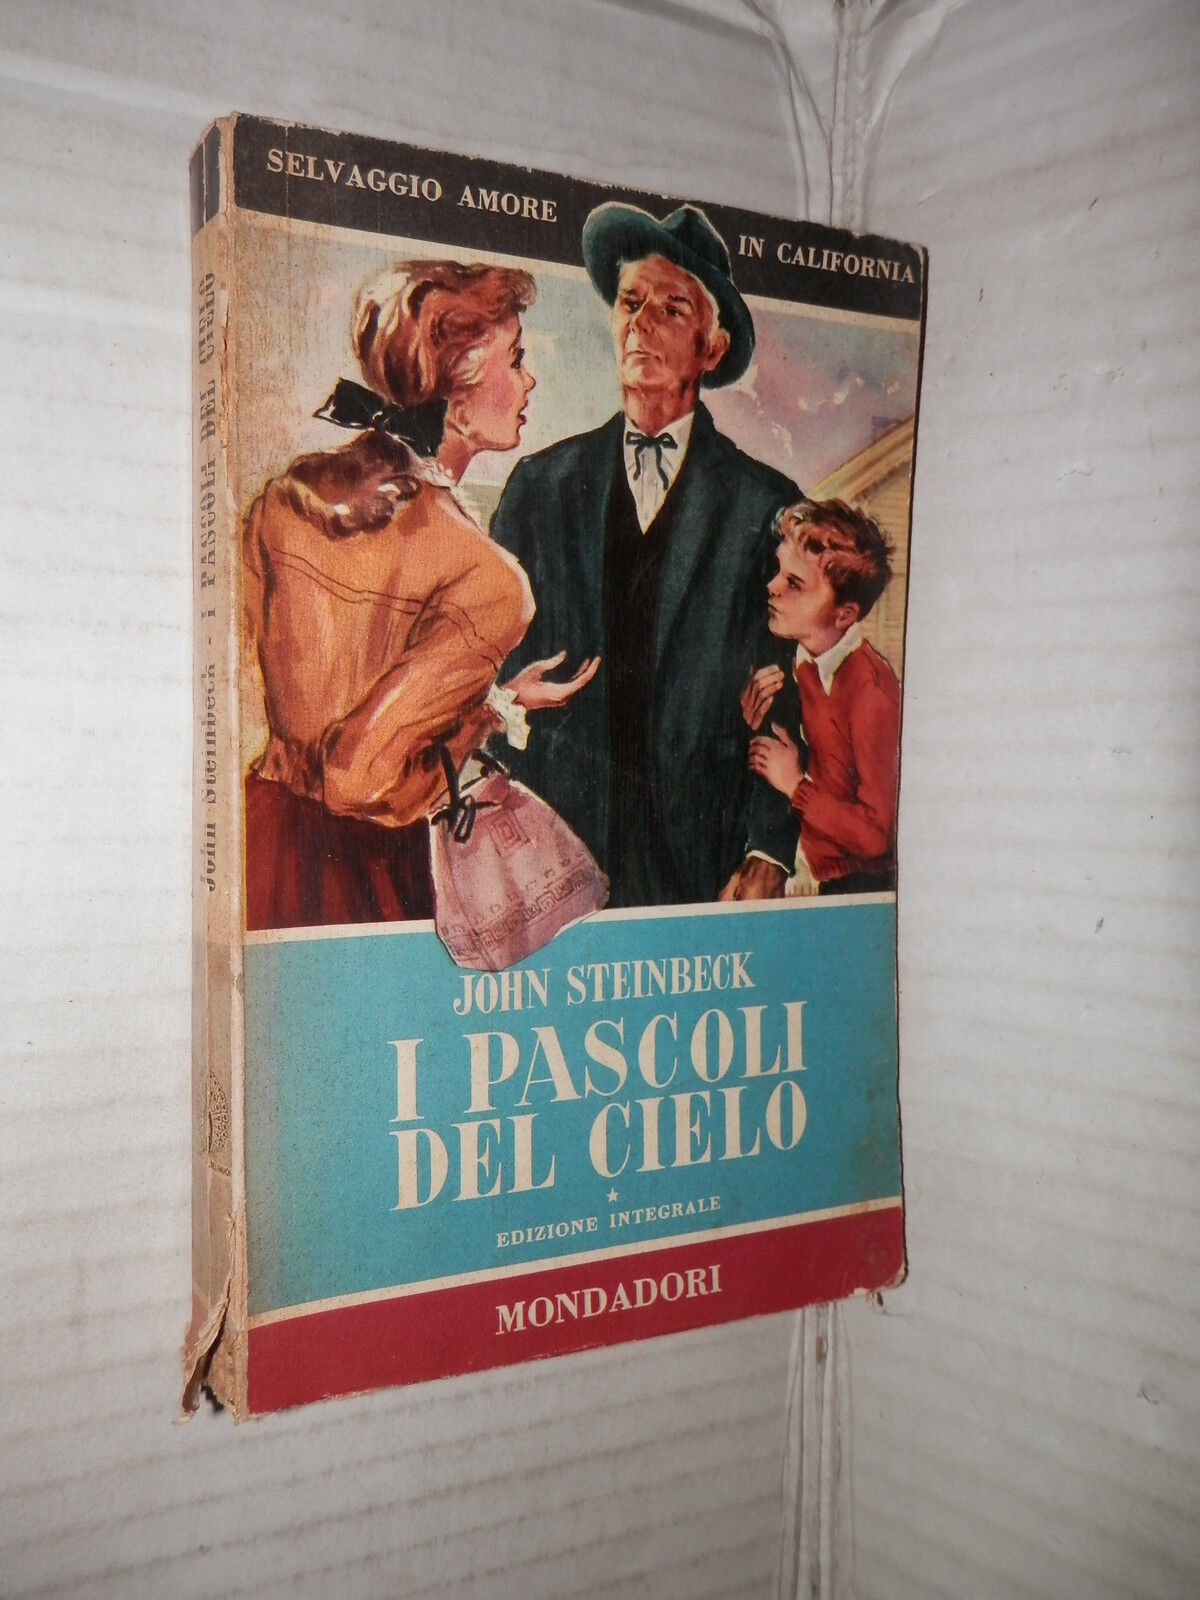 SELVAGGIO AMORE IN CALIFORNIA
JOHN STEINBECK
I PASCOLI
DEL CIELO
EDIZIONE INTEGRALE
MONDADORI
John Steinbeck - I PASCOLI DEL CIELO